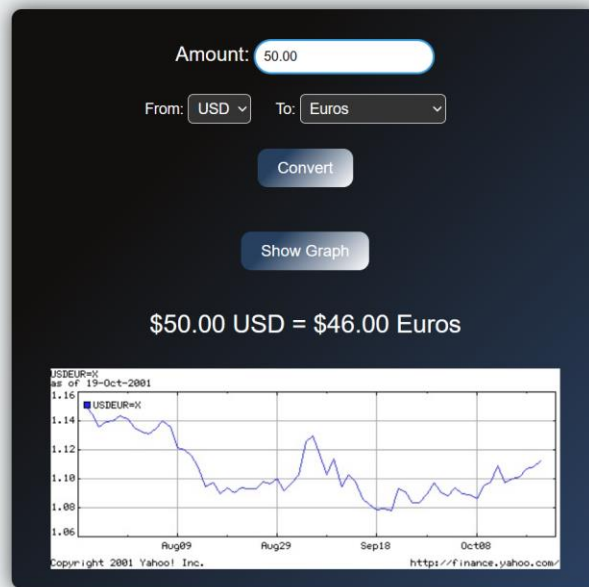 Amount: 50.00
From: USD To: Euros
Convert
Show Graph
$50.00 USD = $46.00 Euros
USDEUR=X
as of 19-Oct-2001
1.16
USDEUR=X
1.14
1.12
1.10
1.08
1.06
Aug09 Aug29 Sep18 Oct08
Copyright 2001 Yahoo! Inc. http://finance.yahoo.com/